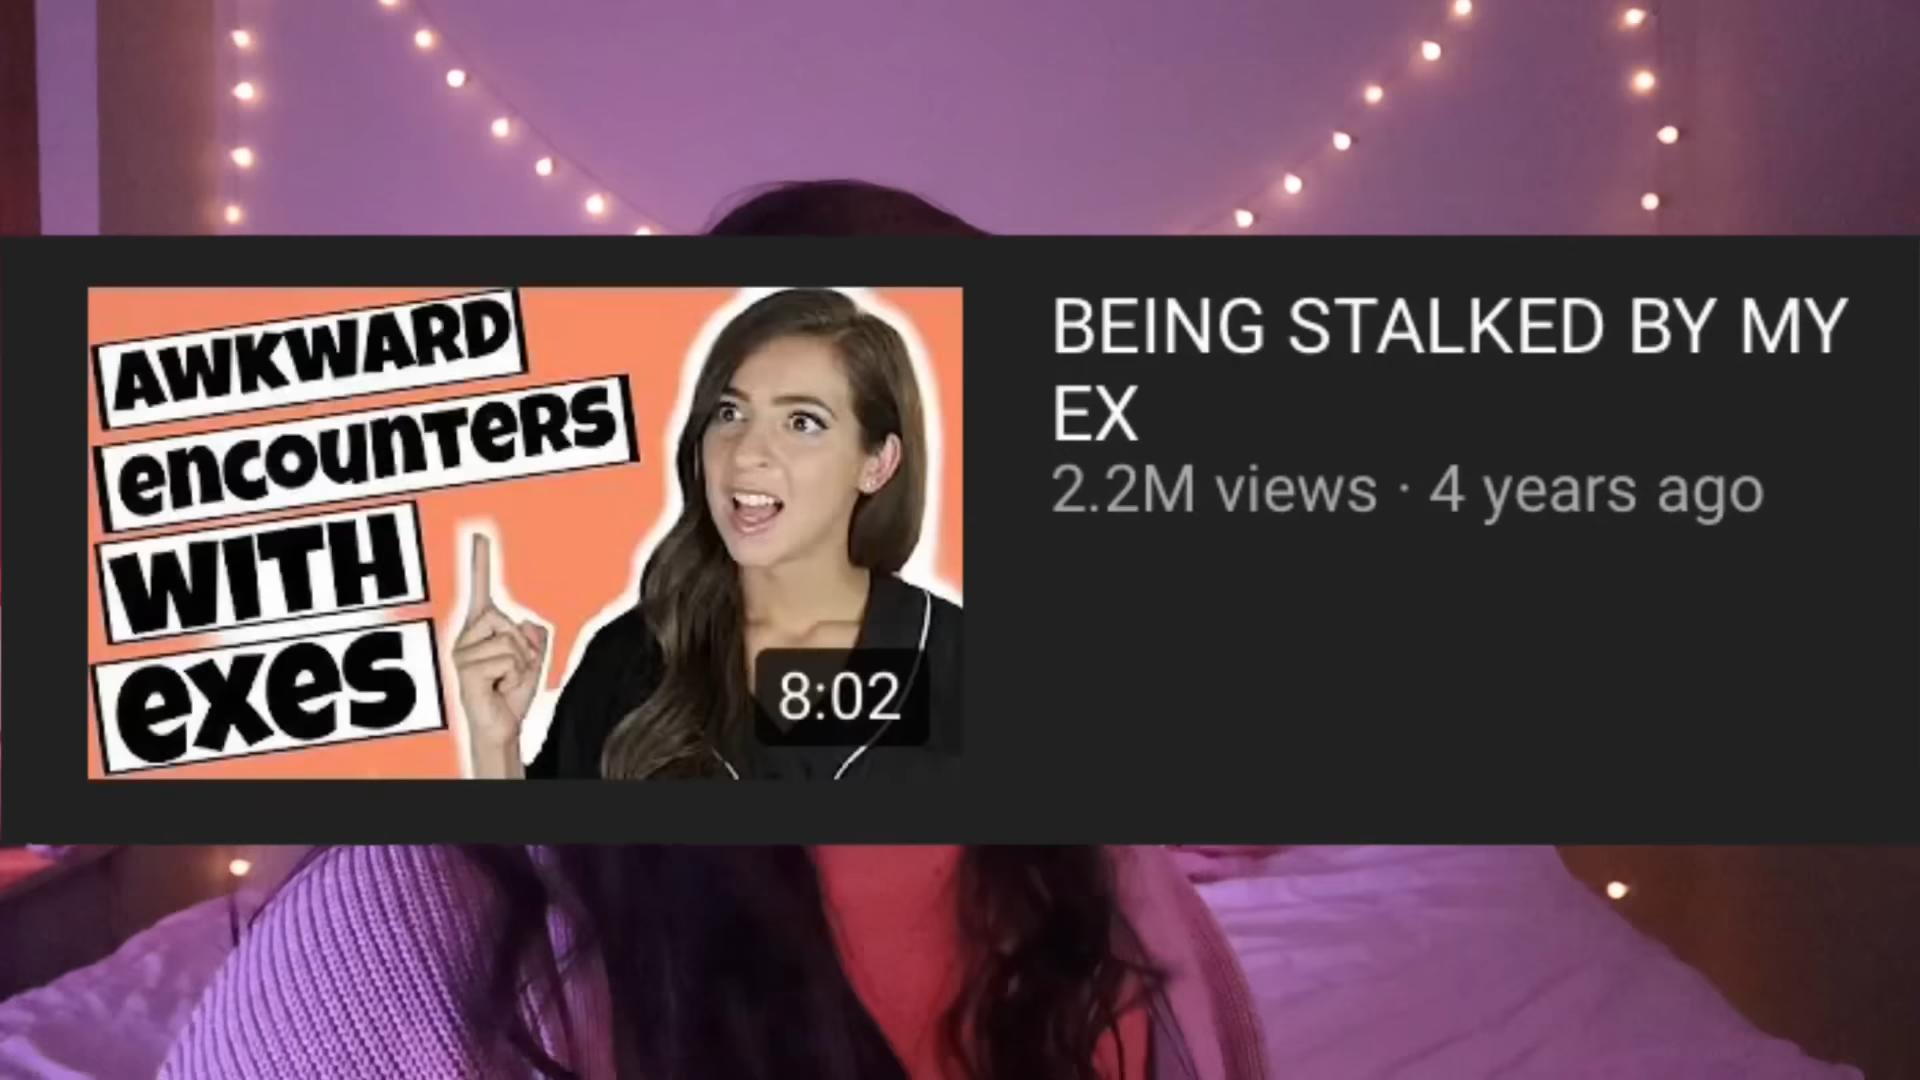 AWKWARD
encounters
WITH
exes
8:02
BEING STALKED BY MY
EX
2.2M views · 4 years ago